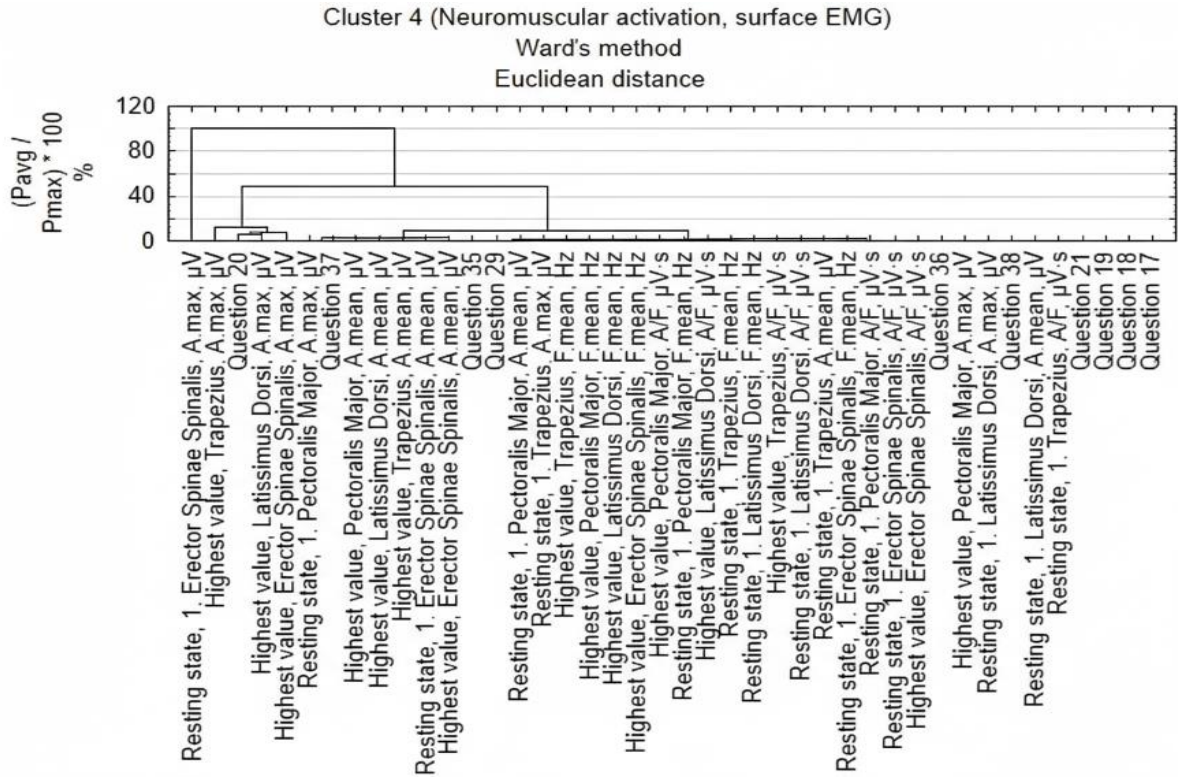 Cluster 4 (Neuromuscular activation, surface EMG)
Ward's method
Euclidean distance
(Pavg /
Pmax) * 100
%
120
80
40
0
Resting state, 1. Erector Spinae Spinalis, A.max, µV
Highest value, Trapezius, A.max, µV
Question 20
Highest value, Latissimus Dorsi, A.max, µV
Highest value, Erector Spinae Spinalis, A.max, µV
Resting state, 1. Pectoralis Major, A.max, µV
Question 37
Highest value, Pectoralis Major, A.mean, µV
Highest value, Latissimus Dorsi, A.mean, µV
Highest value, Trapezius, A.mean, µV
Resting state, 1. Erector Spinae Spinalis, A.mean, µV
Highest value, Erector Spinae Spinalis, A.mean, µV
Question 35
Question 29
Resting state, 1. Pectoralis Major, A.mean, µV
Resting state, 1. Trapezius, A.max, µV
Highest value, Trapezius, F.mean, Hz
Highest value, Pectoralis Major, F.mean, Hz
Highest value, Latissimus Dorsi, F.mean, Hz
Highest value, Erector Spinae Spinalis, F.mean, Hz
Highest value, Pectoralis Major, A/F, µV·s
Resting state, 1. Pectoralis Major, F.mean, Hz
Highest value, Latissimus Dorsi, A/F, µV·s
Resting state, 1. Trapezius, F.mean, Hz
Resting state, 1. Latissimus Dorsi, F.mean, Hz
Highest value, Trapezius, A/F, µV·s
Resting state, 1. Latissimus Dorsi, A/F, µV·s
Resting state, 1. Trapezius, A.mean, µV
Resting state, 1. Erector Spinae Spinalis, F.mean, Hz
Resting state, 1. Pectoralis Major, A/F, µV·s
Resting state, 1. Erector Spinae Spinalis, A/F, µV·s
Highest value, Erector Spinae Spinalis, A/F, µV·s
Question 36
Highest value, Pectoralis Major, A.max, µV
Resting state, 1. Latissimus Dorsi, A.max, µV
Question 38
Resting state, 1. Latissimus Dorsi, A.mean, µV
Resting state, 1. Trapezius, A/F, µV·s
Question 21
Question 19
Question 18
Question 17